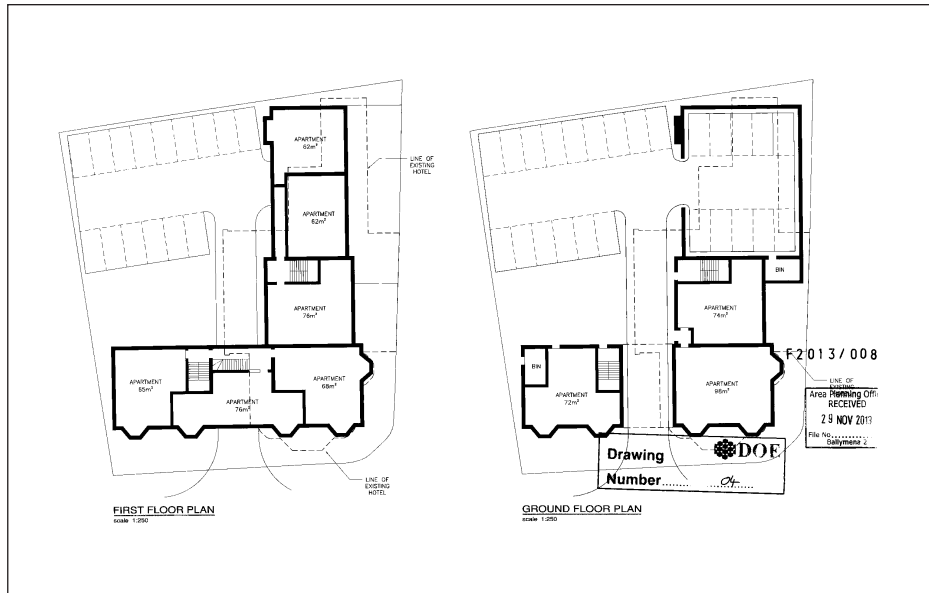 APARTMENT
62m²
APARTMENT
62m²
LINE OF
EXISTING
HOTEL
APARTMENT
76m²
APARTMENT
65m²
APARTMENT
76m²
APARTMENT
68m²
LINE OF
EXISTING
HOTEL
FIRST FLOOR PLAN
scale 1:250
BIN
APARTMENT
74m²
BIN
APARTMENT
72m²
APARTMENT
F2013/008
LINE OF
EXISTING
Area Planning Offi
RECEIVED
29 NOV 2013
File No..........
Ballymena 2
Drawing DOE
Number...... 04
GROUND FLOOR PLAN
scale 1:250